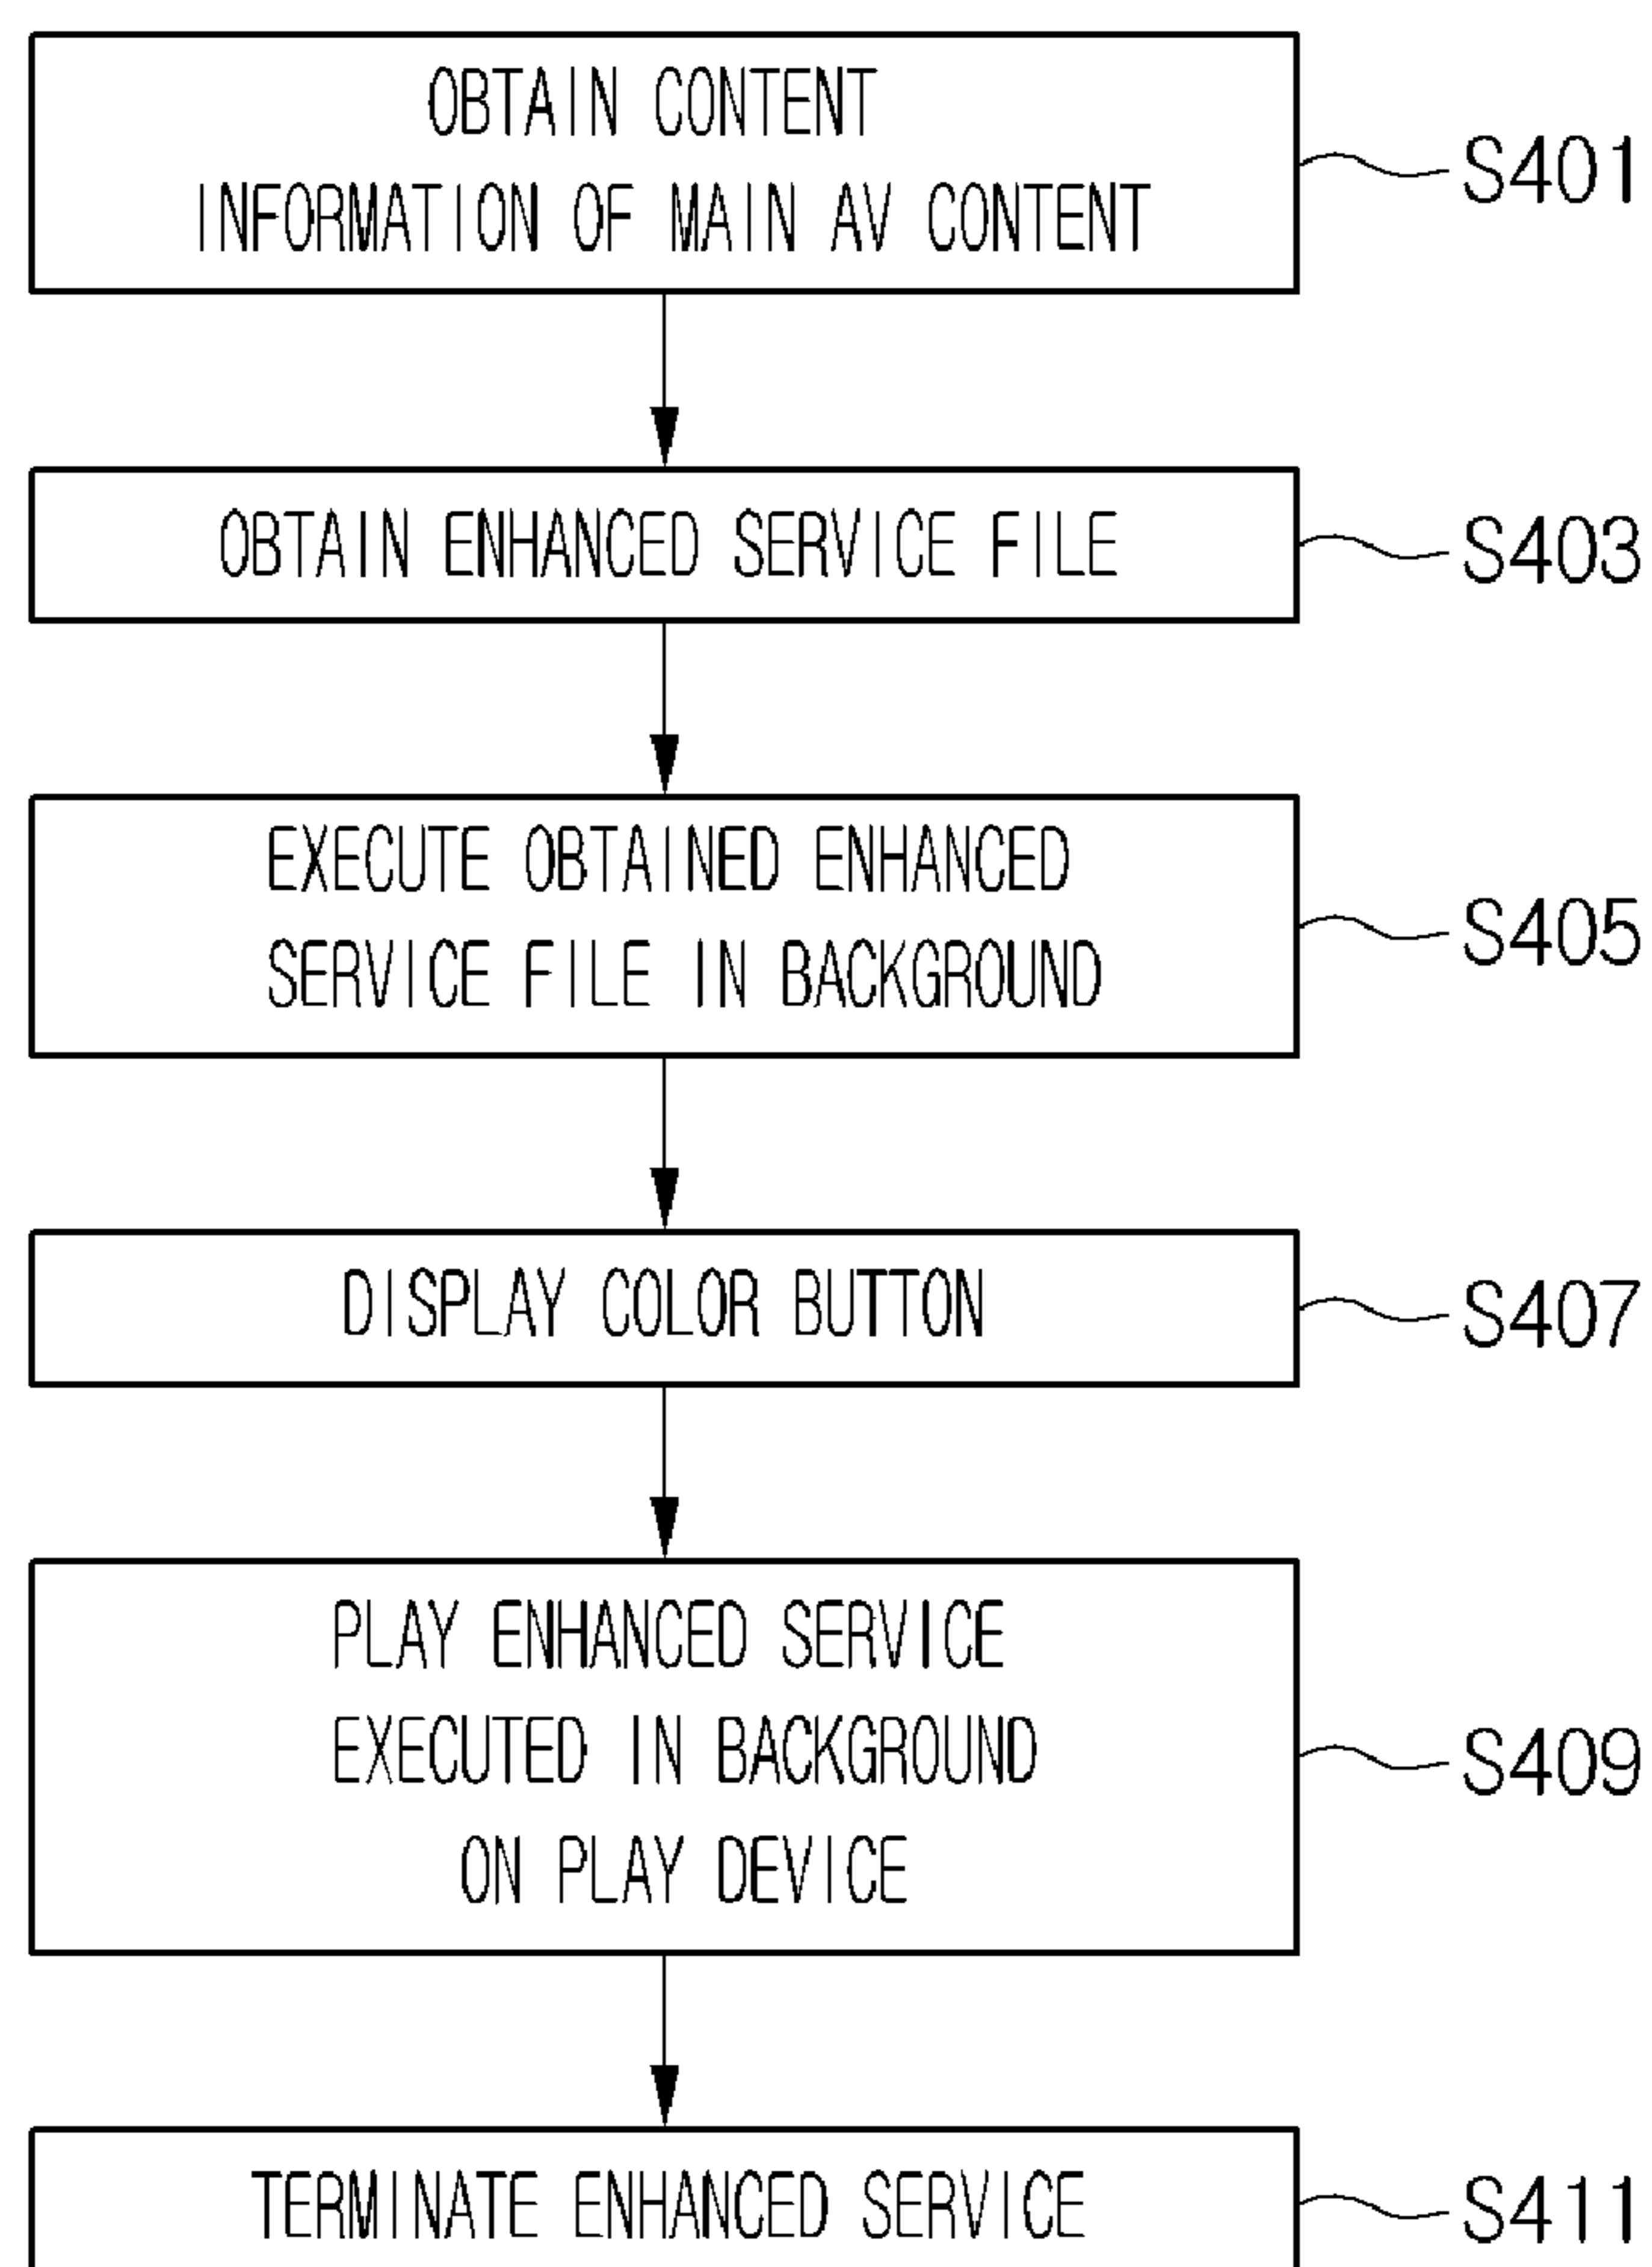 OBTAIN CONTENT
INFORMATION OF MAIN AV CONTENT
S401
OBTAIN ENHANCED SERVICE FILE
S403
EXECUTE OBTAINED ENHANCED
SERVICE FILE IN BACKGROUND
S405
DISPLAY COLOR BUTTON
S407
PLAY ENHANCED SERVICE
EXECUTED IN BACKGROUND
ON PLAY DEVICE
S409
TERMINATE ENHANCED SERVICE
S411